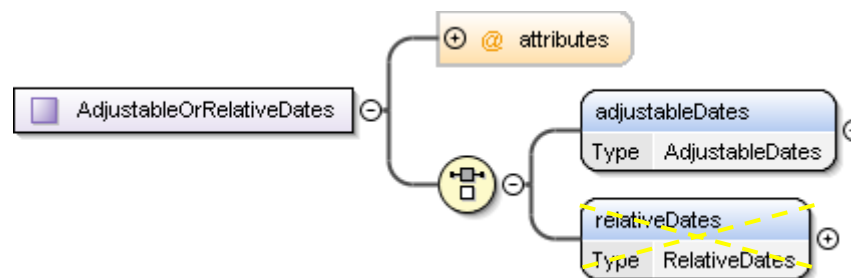 @ attributes
AdjustableOrRelativeDates
adjustableDates
Type AdjustableDates
relativeDates
Type RelativeDates